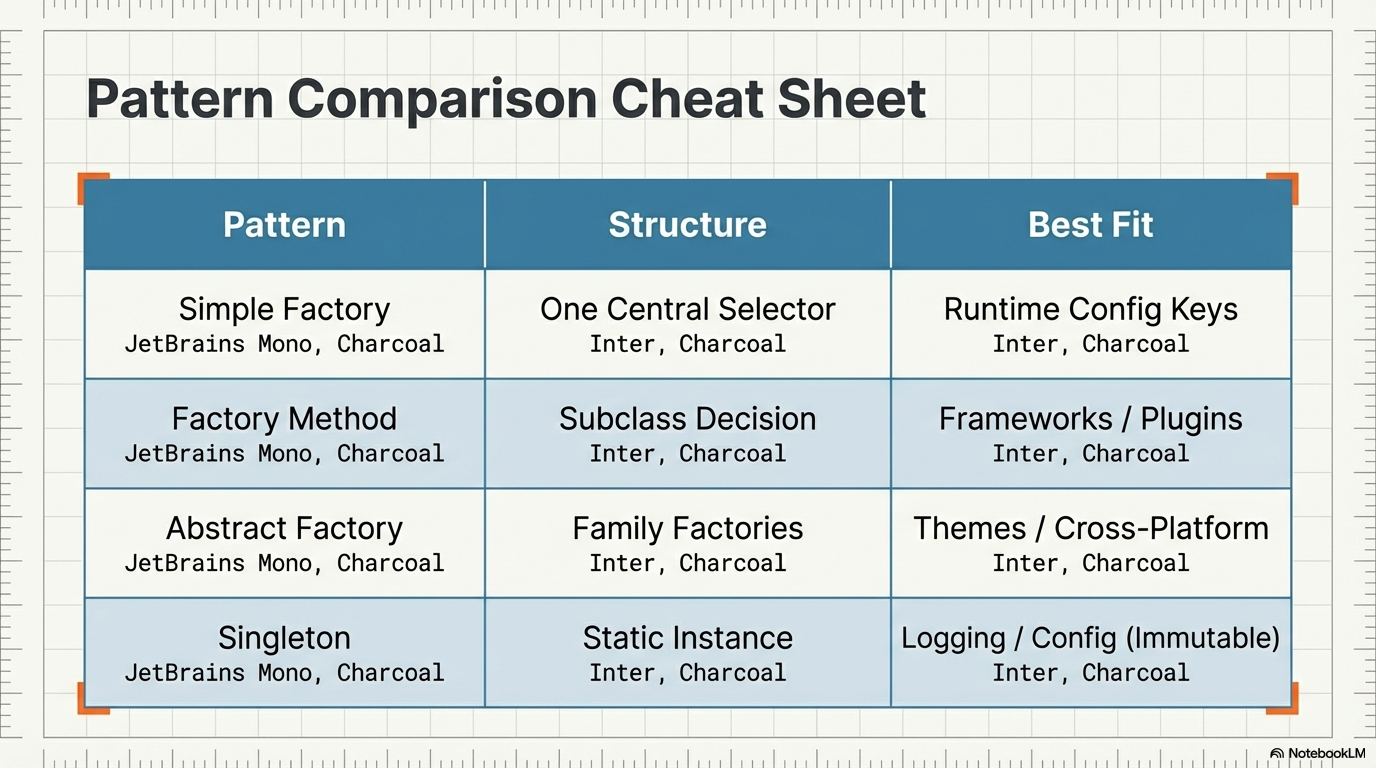 Pattern Comparison Cheat Sheet
Pattern
Structure
Best Fit
Simple Factory
JetBrains Mono, Charcoal
One Central Selector
Inter, Charcoal
Runtime Config Keys
Inter, Charcoal
Factory Method
JetBrains Mono, Charcoal
Subclass Decision
Inter, Charcoal
Frameworks / Plugins
Inter, Charcoal
Abstract Factory
JetBrains Mono, Charcoal
Family Factories
Inter, Charcoal
Themes / Cross-Platform
Inter, Charcoal
Singleton
JetBrains Mono, Charcoal
Static Instance
Inter, Charcoal
Logging / Config (Immutable)
Inter, Charcoal
NotebookLM